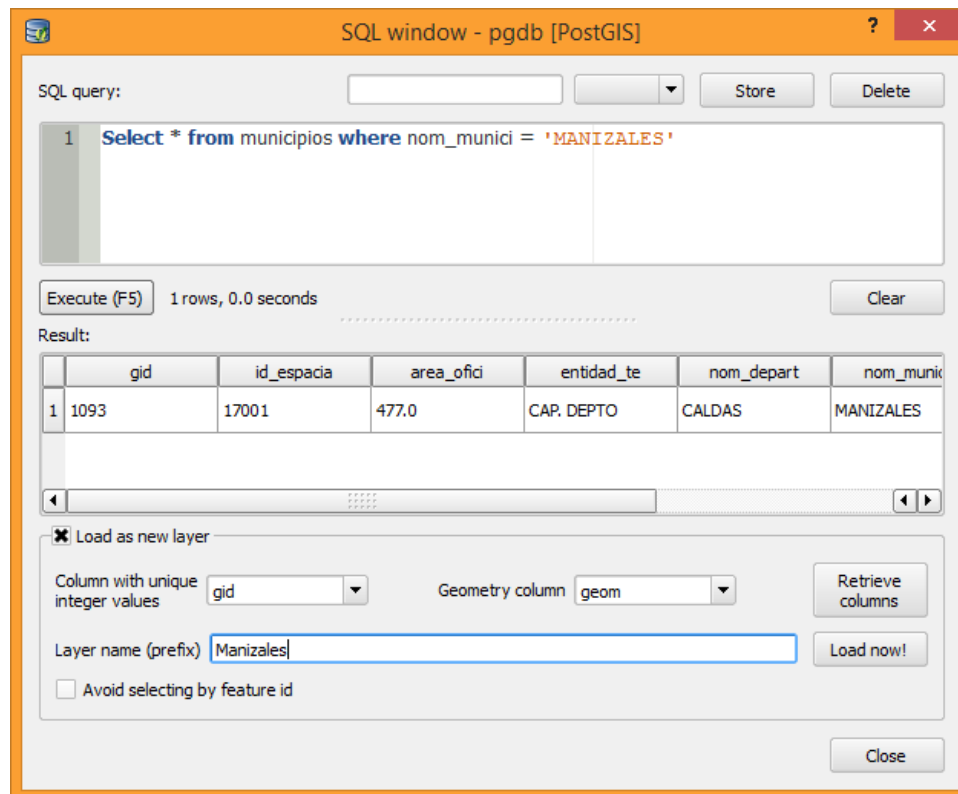 SQL window - pgdb [PostGIS]
? ×
SQL query:
Store
Delete
1 Select * from municipios where nom_munici = 'MANIZALES'
Execute (F5) 1 rows, 0.0 seconds
Clear
Result:
gid id_espacia area_ofici entidad_te nom_depart nom_munic
1 1093 17001 477.0 CAP. DEPTO CALDAS MANIZALES
Load as new layer
Column with unique
integer values
gid
Geometry column
geom
Retrieve
columns
Layer name (prefix) Manizales
Load now!
Avoid selecting by feature id
Close